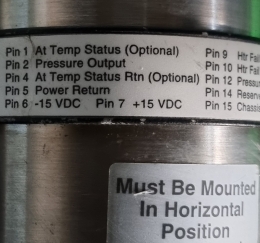 Pin 1 At Temp Status (Optional)
Pin 2 Pressure Output
Pin 4 At Temp Status Rtn (Optional)
Pin 5 Power Return
Pin 6 -15 VDC Pin 7 +15 VDC
Pin 9 Htr Fail
Pin 10 Htr Fail
Pin 12
Pin 14
Pin 15
Must Be Mounted
In Horizontal
Position